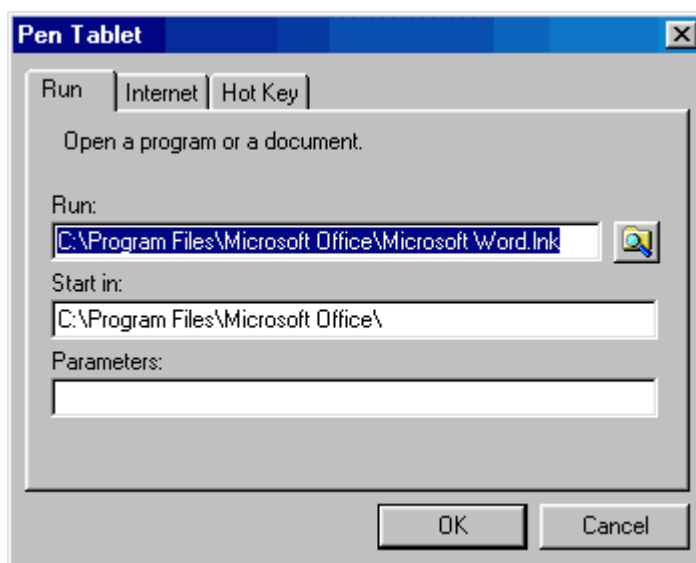 Pen Tablet
Run Internet Hot Key
Open a program or a document.
Run:
C:\Program Files\Microsoft Office\Microsoft Word.lnk
Start in:
C:\Program Files\Microsoft Office\
Parameters:
OK Cancel